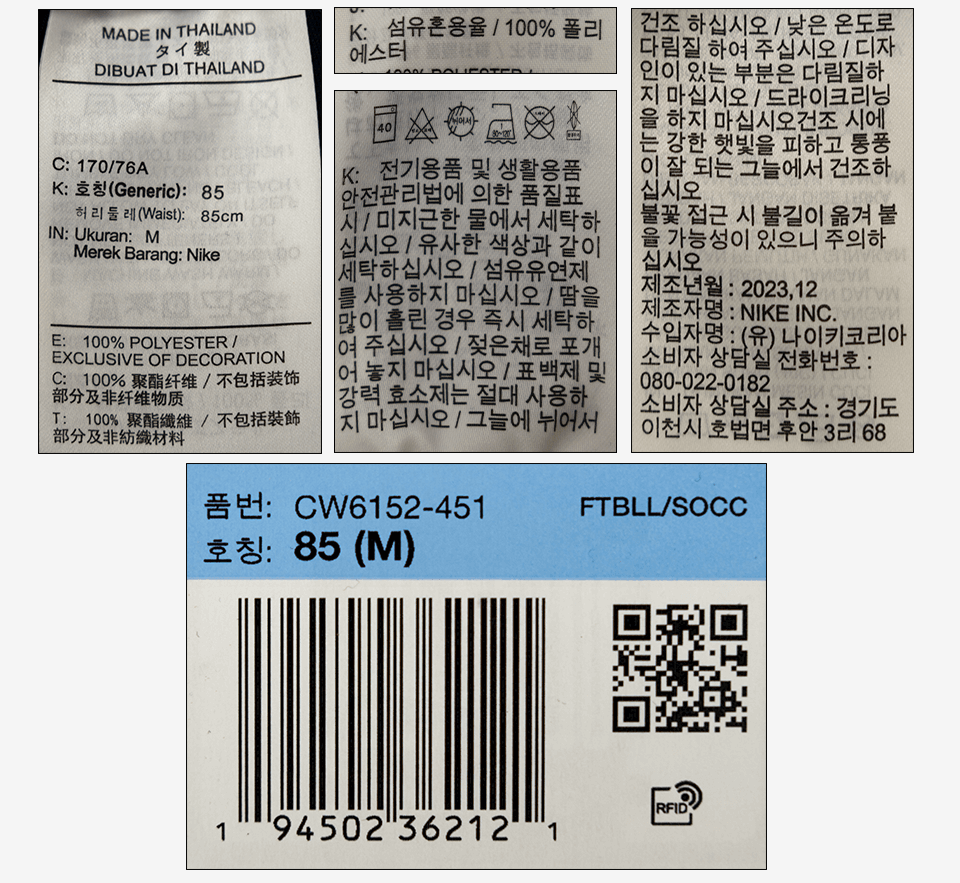 MADE IN THAILAND
タイ 製
DIBUAT DI THAILAND
C: 170/76A
K: 호칭(Generic): 85
허리둘레(Waist): 85cm
IN: Ukuran: M
Merek Barang: Nike
E: 100% POLYESTER /
EXCLUSIVE OF DECORATION
C: 100% 聚酯纤维 / 不包括装饰
部分及非纤维物质
T: 100% 聚酯纖維 / 不包括裝飾
部分及非紡織材料
K: 섬유혼용율 / 100% 폴리
에스터
40
뉘어서
80~120°
K: 전기용품 및 생활용품
안전관리법에 의한 품질표
시 / 미지근한 물에서 세탁하
십시오 / 유사한 색상과 같이
세탁하십시오 / 섬유유연제
를 사용하지 마십시오 / 땀을
많이 흘린 경우 즉시 세탁하
여 주십시오 / 젖은채로 포개
어 놓지 마십시오 / 표백제 및
강력 효소제는 절대 사용하
지 마십시오 / 그늘에 뉘어서
건조 하십시오 / 낮은 온도로
다림질 하여 주십시오 / 디자
인이 있는 부분은 다림질하
지 마십시오 / 드라이크리닝
을 하지 마십시오건조 시에
는 강한 햇빛을 피하고 통풍
이 잘 되는 그늘에서 건조하
십시오
불꽃 접근 시 불길이 옮겨 붙
을 가능성이 있으니 주의하
십시오
제조년월 : 2023,12
제조자명 : NIKE INC.
수입자명 : (유) 나이키코리아
소비자 상담실 전화번호 :
080-022-0182
소비자 상담실 주소 : 경기도
이천시 호법면 후안 3리 68
품번: CW6152-451
FTBLL/SOCC
호칭: 85 (M)
1 94502 36212 1
RFID